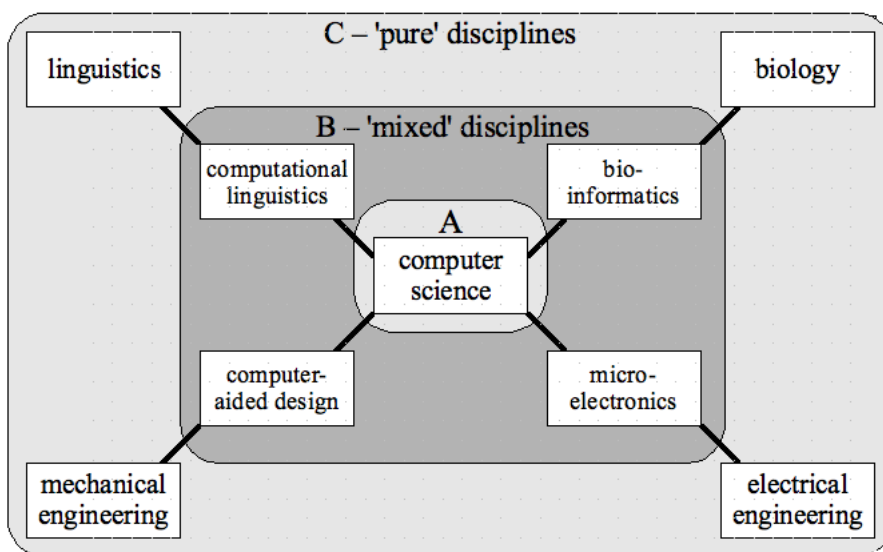 C – 'pure' disciplines
linguistics
biology
B – 'mixed' disciplines
computational
linguistics
bio-
informatics
A
computer
science
computer-
aided design
micro-
electronics
mechanical
engineering
electrical
engineering